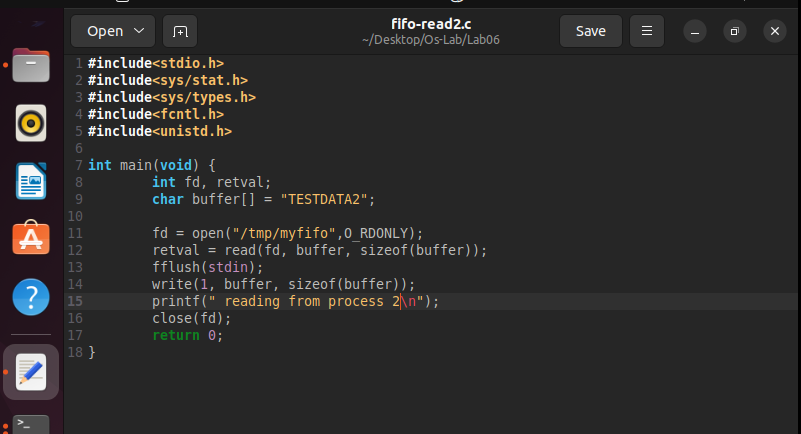 Open
fifo-read2.c
~/Desktop/Os-Lab/Lab06
Save
1 #include<stdio.h>
2 #include<sys/stat.h>
3 #include<sys/types.h>
4 #include<fcntl.h>
5 #include<unistd.h>
6
7 int main(void) {
8         int fd, retval;
9         char buffer[] = "TESTDATA2";
10
11         fd = open("/tmp/myfifo",O_RDONLY);
12         retval = read(fd, buffer, sizeof(buffer));
13         fflush(stdin);
14         write(1, buffer, sizeof(buffer));
15         printf(" reading from process 2\n");
16         close(fd);
17         return 0;
18 }